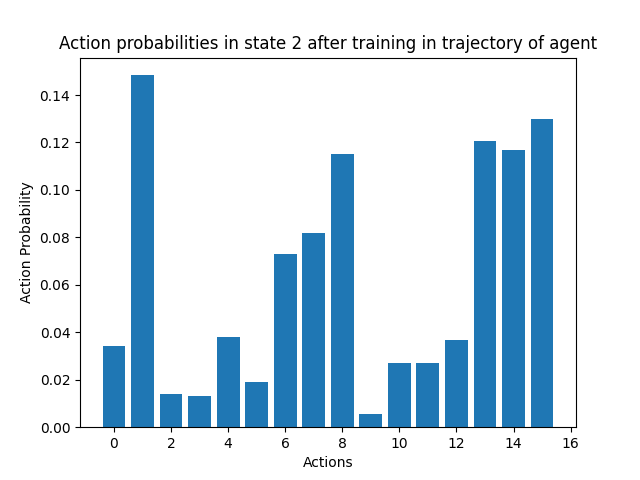 Action probabilities in state 2 after training in trajectory of agent
0.14
0.12
0.10
0.08
0.06
0.04
0.02
0.00
Action Probability
0 2 4 6 8 10 12 14 16
Actions